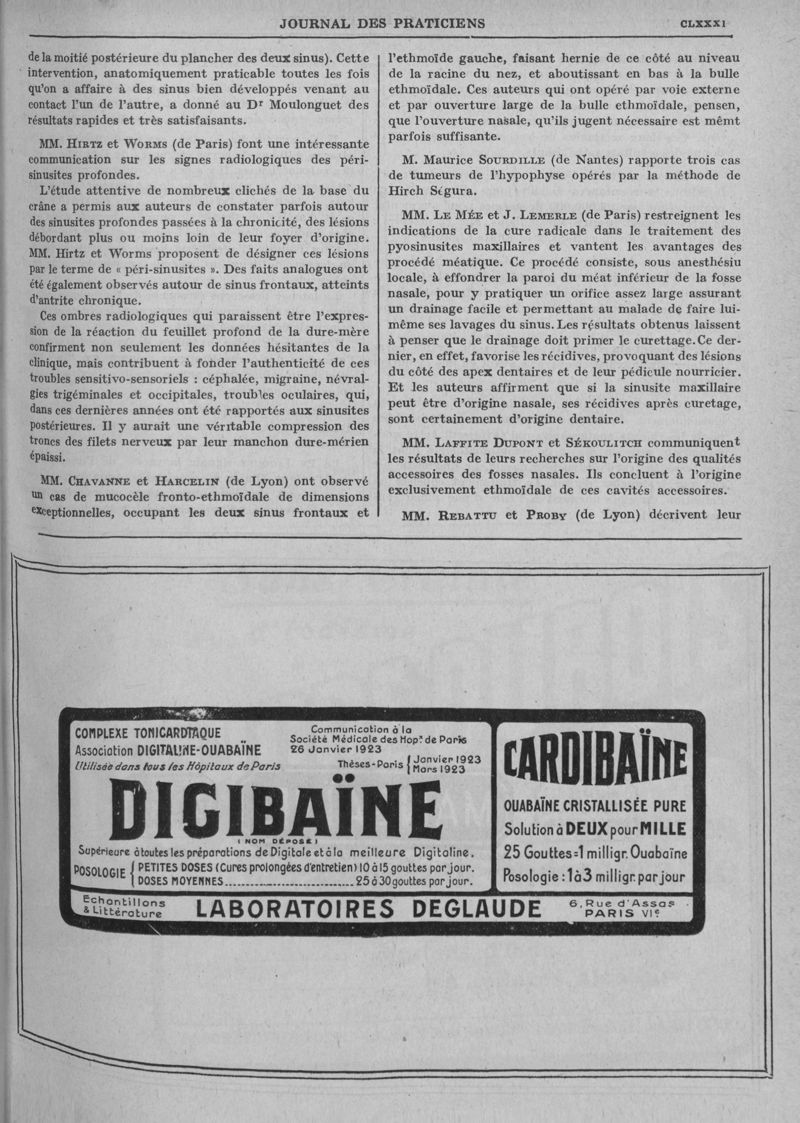 JOURNAL DES PRATICIENS
CLXXXI
de la moitié postérieure du plancher des deux sinus). Cette
intervention, anatomiquement praticable toutes les fois
qu'on a affaire à des sinus bien développés venant au
contact l'un de l'autre, a donné au Dr Moulonguet des
résultats rapides et très satisfaisants.
MM. HIRTZ et WORMS (de Paris) font une intéressante
communication sur les signes radiologiques des péri-
sinusites profondes.
L'étude attentive de nombreux clichés de la base du
crâne a permis aux auteurs de constater parfois autour
des sinusites profondes passées à la chronicité, des lésions
débordant plus ou moins loin de leur foyer d'origine.
MM. Hirtz et Worms proposent de désigner ces lésions
par le terme de « péri-sinusites ». Des faits analogues ont
été également observés autour de sinus frontaux, atteints
d'antrite chronique.
Ces ombres radiologiques qui paraissent être l'expres-
sion de la réaction du feuillet profond de la dure-mère
confirment non seulement les données hésitantes de la
clinique, mais contribuent à fonder l'authenticité de ces
troubles sensitivo-sensoriels : céphalée, migraine, névral-
gies trigéminales et occipitales, troubles oculaires, qui,
dans ces dernières années ont été rapportés aux sinusites
postérieures. Il y aurait une véritable compression des
troncs des filets nerveux par leur manchon dure-mérien
épaissi.
MM. CHAVANNE et HARCELIN (de Lyon) ont observé
un cas de mucocèle fronto-ethmoïdale de dimensions
exceptionnelles, occupant les deux sinus frontaux et
l'ethmoïde gauche, faisant hernie de ce côté au niveau
de la racine du nez, et aboutissant en bas à la bulle
ethmoïdale. Ces auteurs qui ont opéré par voie externe
et par ouverture large de la bulle ethmoïdale, pensen,
que l'ouverture nasale, qu'ils jugent nécessaire est mêmt
parfois suffisante.
M. Maurice SOURDILLE (de Nantes) rapporte trois cas
de tumeurs de l'hypophyse opérés par la méthode de
Hirch Segura.
MM. LE MÉE et J. LEMERLE (de Paris) restreignent les
indications de la cure radicale dans le traitement des
pyosinusites maxillaires et vantent les avantages des
procédé méatique. Ce procédé consiste, sous anesthésiu
locale, à effondrer la paroi du méat inférieur de la fosse
nasale, pour y pratiquer un orifice assez large assurant
un drainage facile et permettant au malade de faire lui-
même ses lavages du sinus. Les résultats obtenus laissent
à penser que le drainage doit primer le curettage. Ce der-
nier, en effet, favorise les récidives, provoquant des lésions
du côté des apex dentaires et de leur pédicule nourricier.
Et les auteurs affirment que si la sinusite maxillaire
peut être d'origine nasale, ses récidives après curetage,
sont certainement d'origine dentaire.
MM. LAFFITE DUPONT et SÉKOULITCH communiquent
les résultats de leurs recherches sur l'origine des qualités
accessoires des fosses nasales. Ils concluent à l'origine
exclusivement ethmoïdale de ces cavités accessoires.
MM. REBATTU et PROBY (de Lyon) décrivent leur
COMPLEXE TONICARDIAQUE
Association DIGITALINE-OUABAÏNE
Utilisée dans tous les Hôpitaux de Paris
Communication à la
Société Médicale des Hop.x de Paris
26 Janvier 1923
Thèses-Paris { Janvier 1923
Mars 1923
DIGIBAÏNE
( NOM DÉPOSÉ )
Supérieure à toutes les préparations de Digitale et à la meilleure Digitaline.
POSOLOGIE { PETITES DOSES (Cures prolongées d'entretien) 10 à 15 gouttes par jour.
DOSES MOYENNES..............................25 à 30 gouttes par jour.
CARDIBAÏNE
OUABAÏNE CRISTALLISÉE PURE
Solution à DEUX pour MILLE
25 Gouttes=1 milligr. Ouabaïne
Posologie : 1 à 3 milligr. par jour
Echantillons
& Littérature
LABORATOIRES DEGLAUDE
6, Rue d'Assas
PARIS VIe